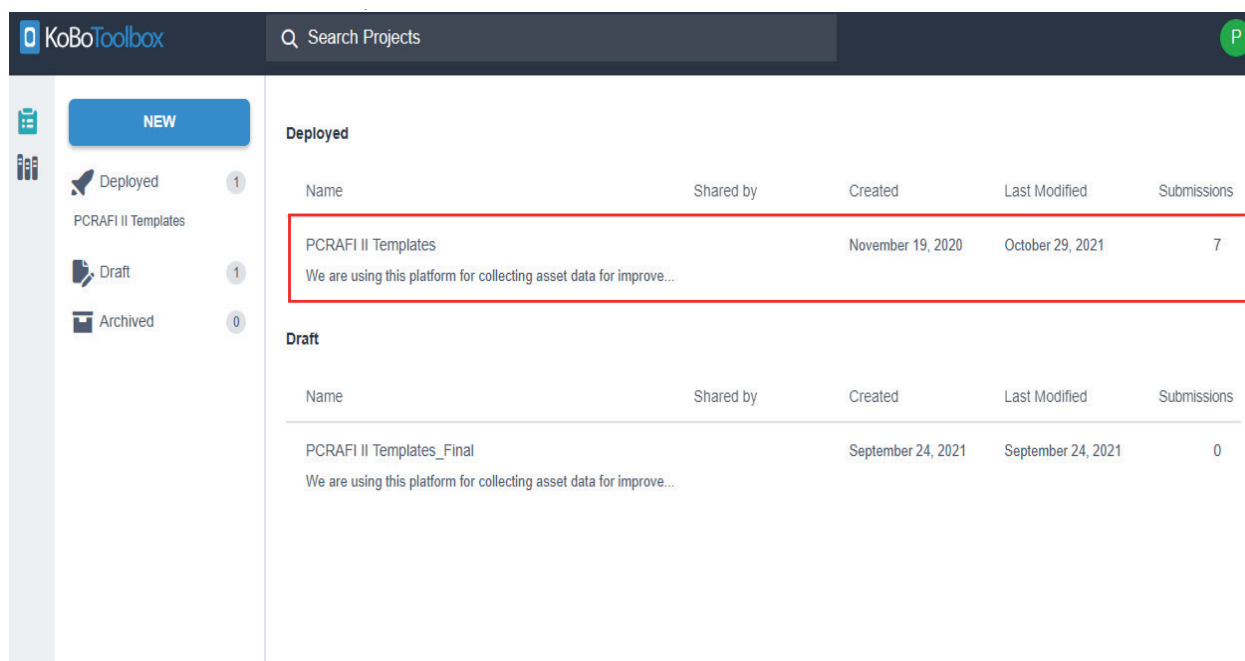 KoBoToolbox
Search Projects
P
NEW
Deployed 1
PCRAFI II Templates
Draft 1
Archived 0
Deployed
Name Shared by Created Last Modified Submissions
PCRAFI II Templates November 19, 2020 October 29, 2021 7
We are using this platform for collecting asset data for improve...
Draft
Name Shared by Created Last Modified Submissions
PCRAFI II Templates_Final September 24, 2021 September 24, 2021 0
We are using this platform for collecting asset data for improve...